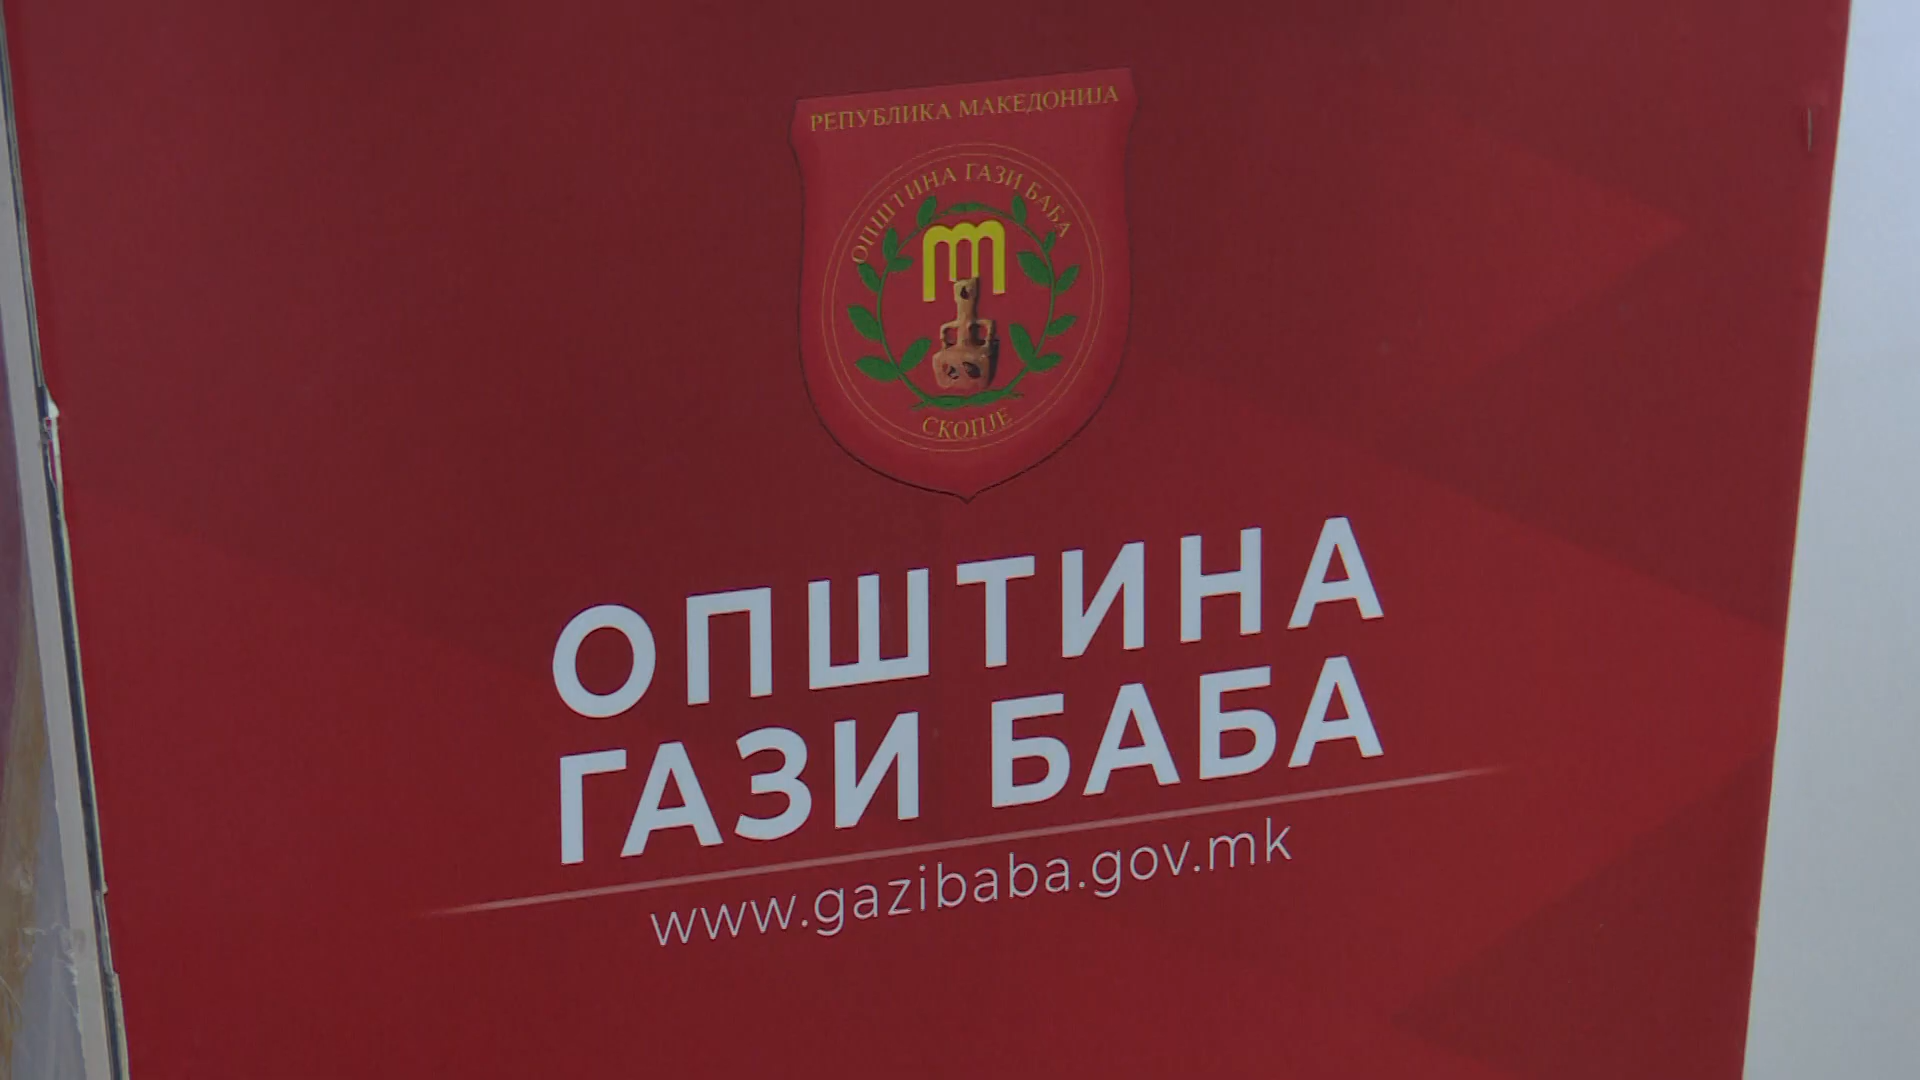 РЕПУБЛИКА МАКЕДОНИЈА
ОПШТИНА ГАЗИ БАБА
СКОПЈЕ
ОПШТИНА
ГАЗИ БАБА
www.gazibaba.gov.mk